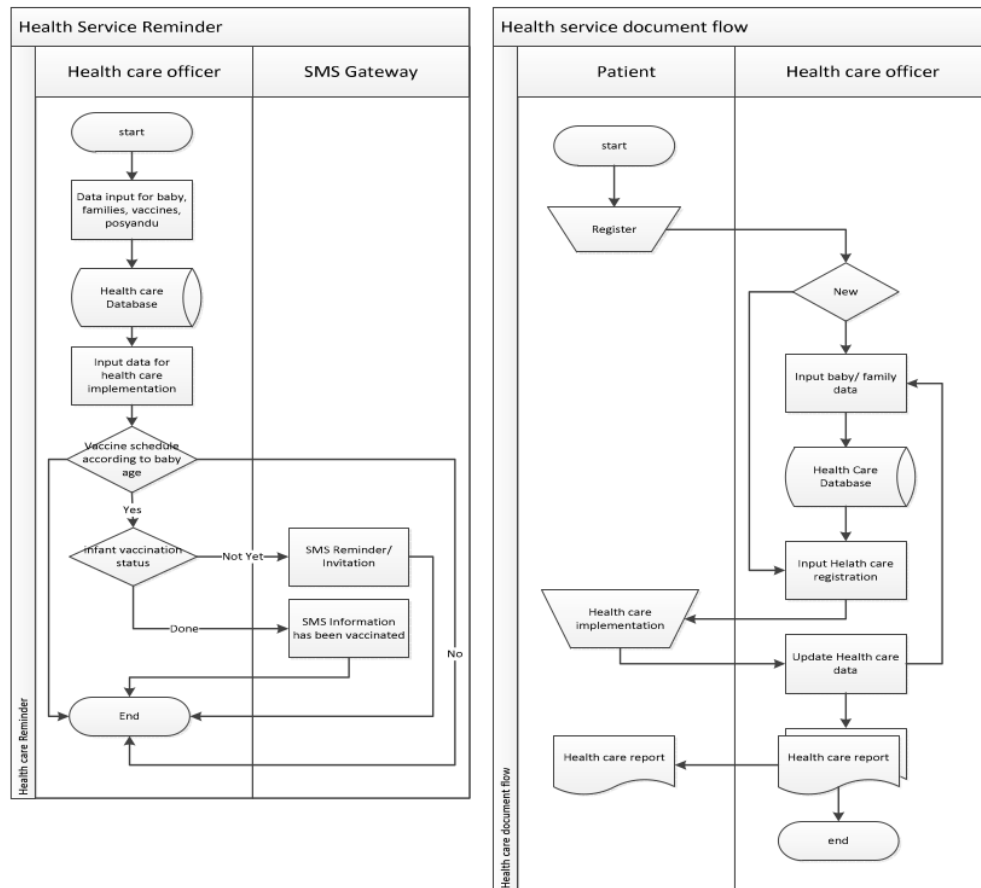 Health Service Reminder
Health care officer
SMS Gateway
start
Data input for baby,
families, vaccines,
posyandu
Health care
Database
Input data for
health care
implementation
Vaccine schedule
according to baby
age
Yes
infant vaccination
status
Not Yet
SMS Reminder/
Invitation
Done
SMS Information
has been vaccinated
No
End
Health care Reminder
Health service document flow
Patient
Health care officer
start
Register
New
Input baby/ family
data
Health Care
Database
Input Helath care
registration
Health care
implementation
Update Health care
data
Health care report
Health care report
end
Health care document flow